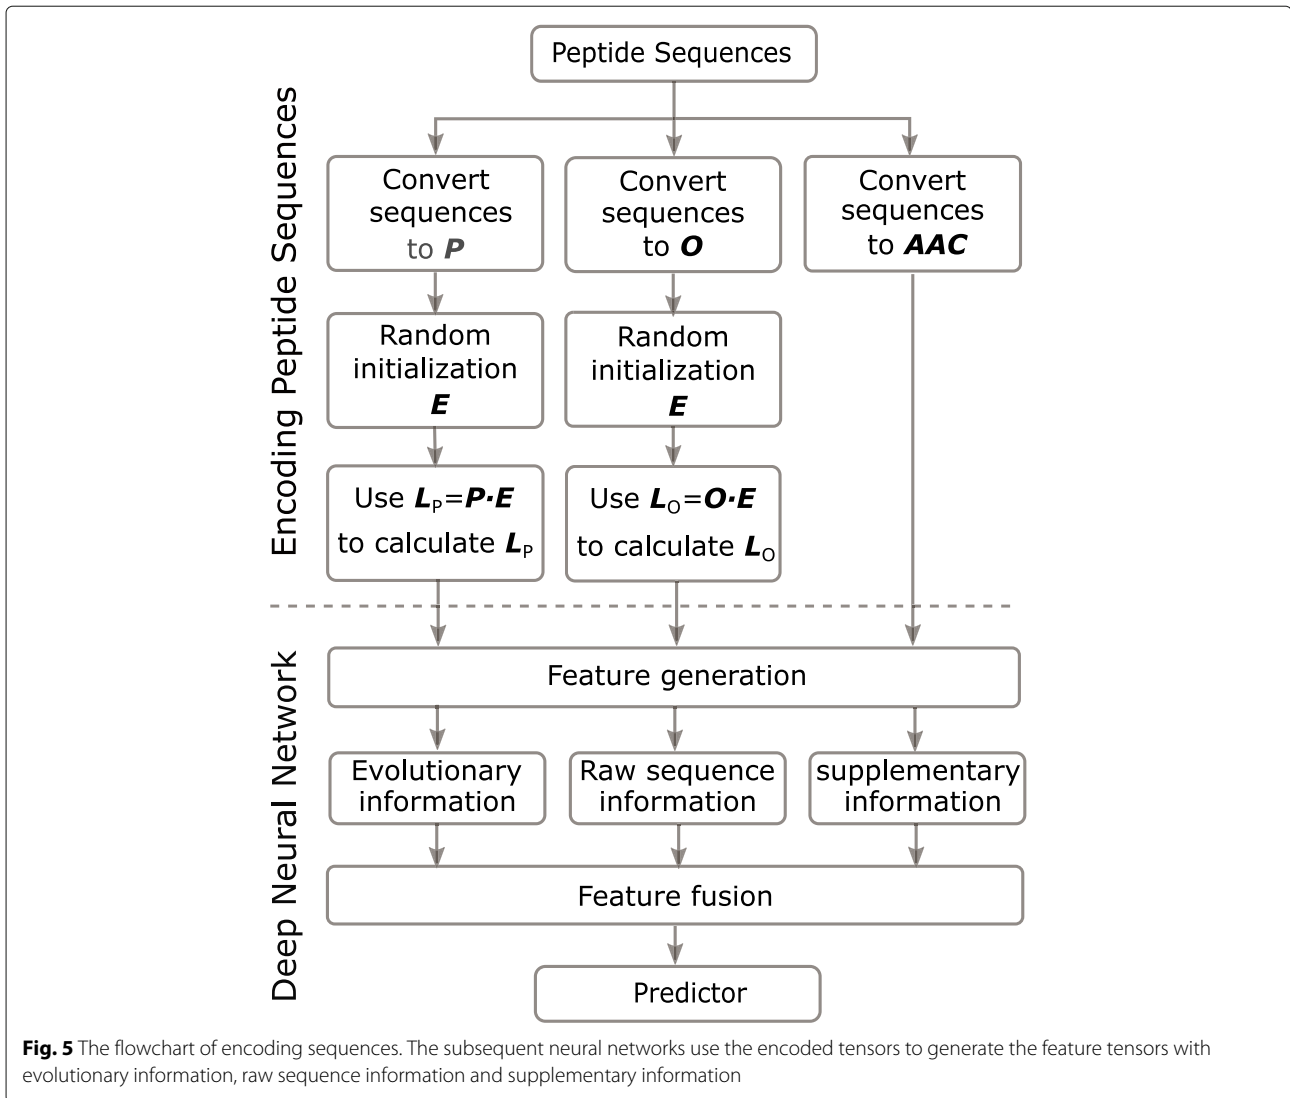 Peptide Sequences
Encoding Peptide Sequences
Convert
sequences
to P
Convert
sequences
to O
Convert
sequences
to AAC
Random
initialization
E
Random
initialization
E
Use LP=P·E
to calculate LP
Use LO=O·E
to calculate LO
Deep Neural Network
Feature generation
Evolutionary
information
Raw sequence
information
supplementary
information
Feature fusion
Predictor
Fig. 5 The flowchart of encoding sequences. The subsequent neural networks use the encoded tensors to generate the feature tensors with
evolutionary information, raw sequence information and supplementary information